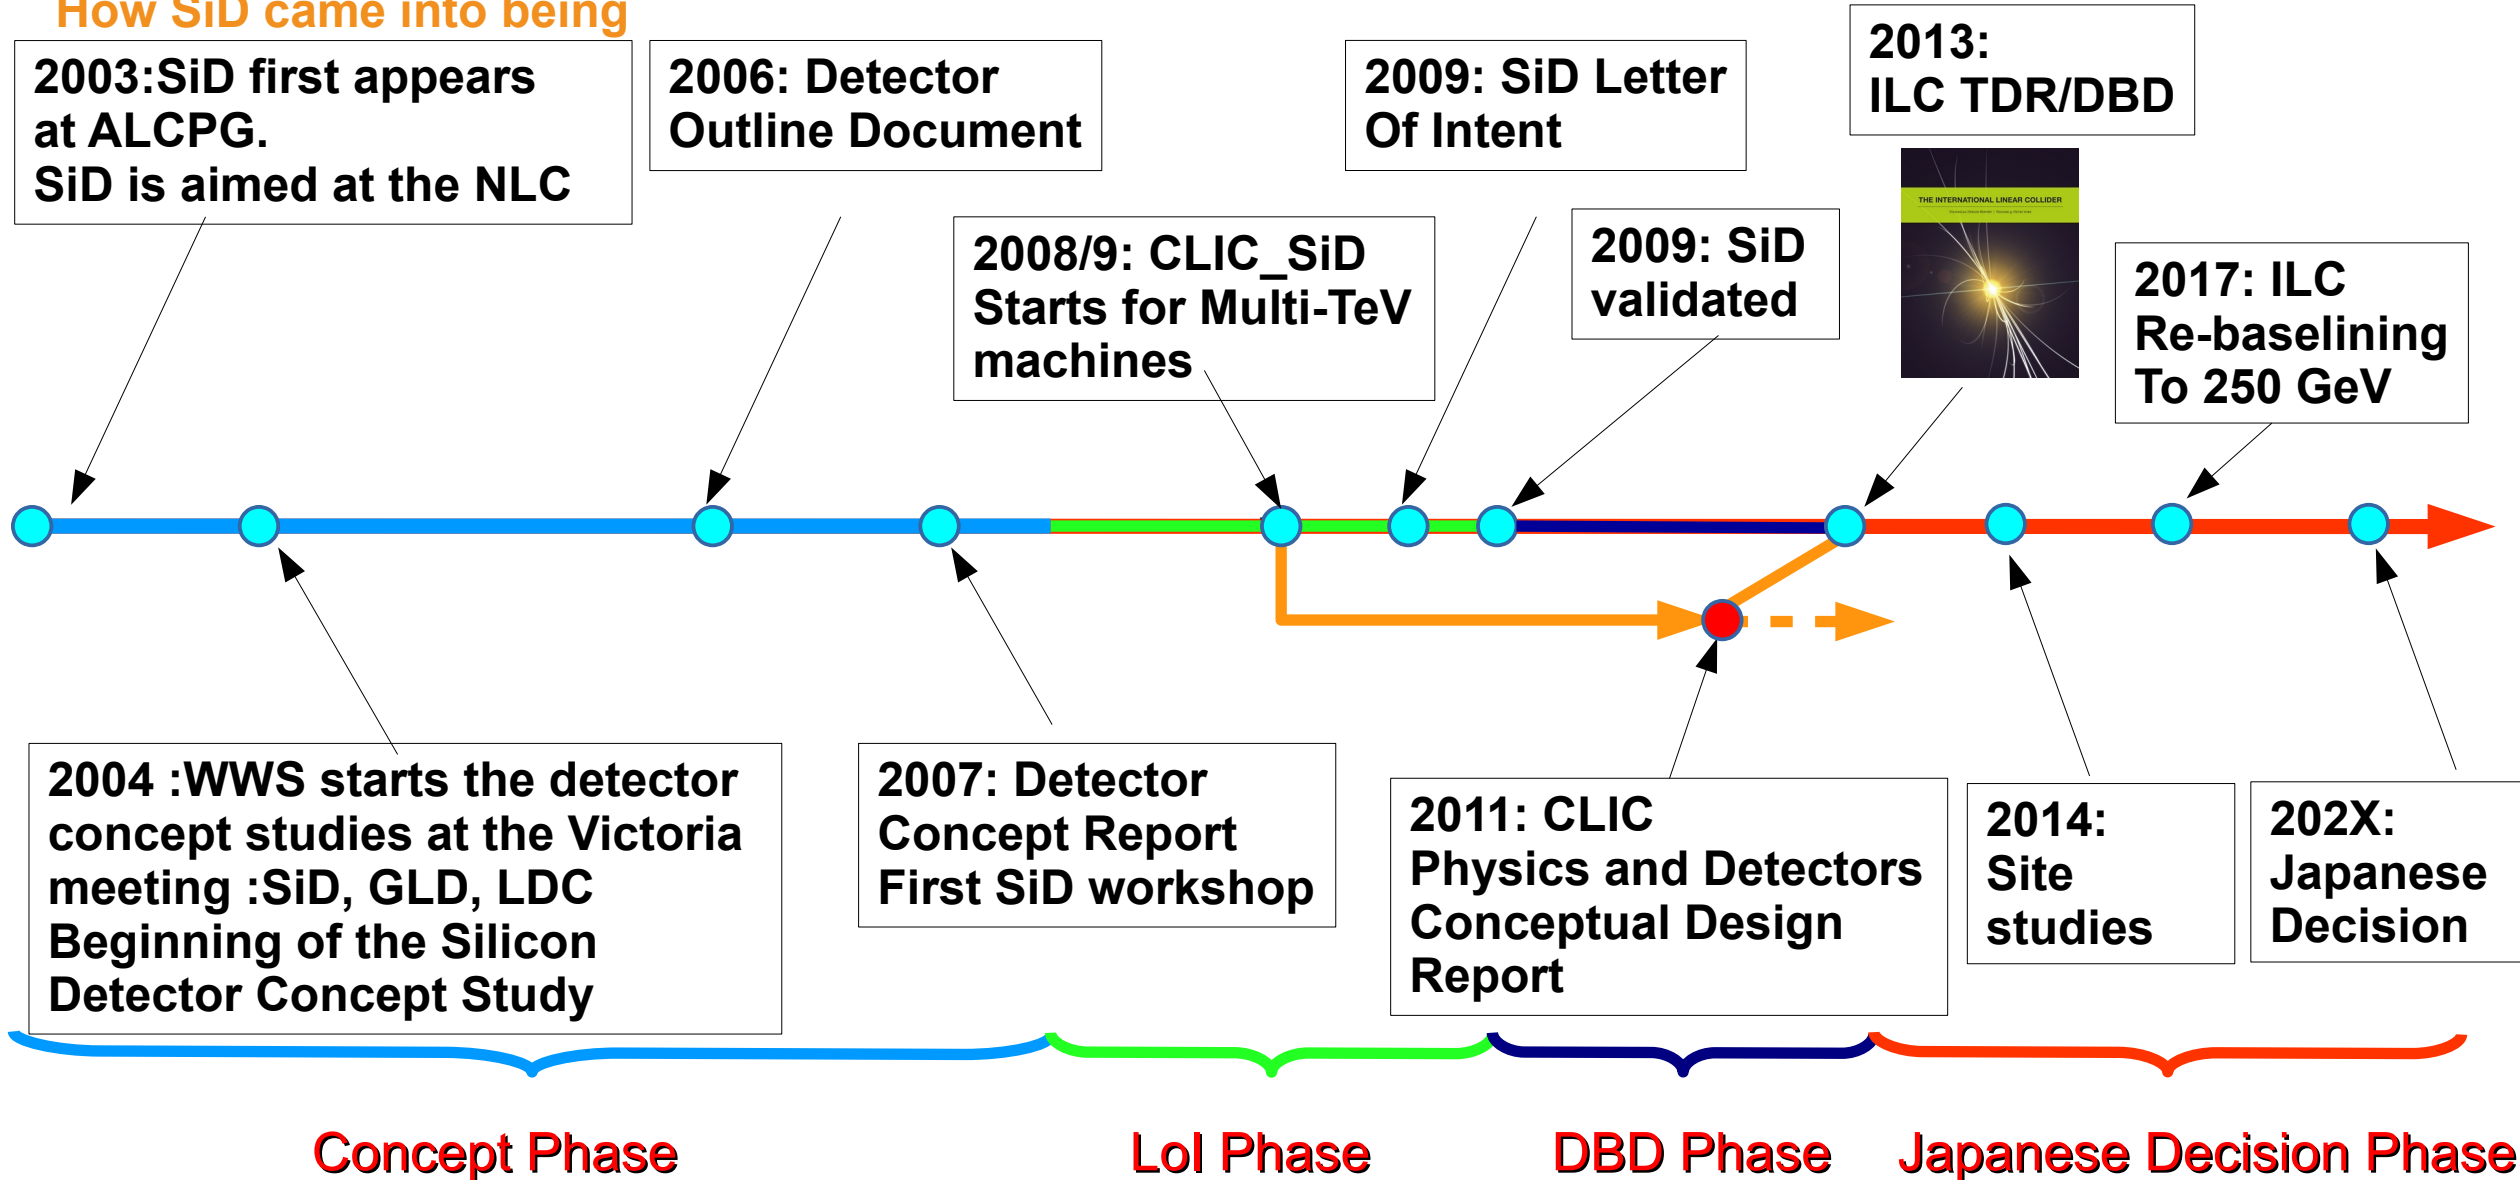 How SiD came into being
2003:SiD first appears
at ALCPG.
SiD is aimed at the NLC
2006: Detector
Outline Document
2008/9: CLIC_SiD
Starts for Multi-TeV
machines
2009: SiD Letter
Of Intent
2009: SiD
validated
2013:
ILC TDR/DBD
THE INTERNATIONAL LINEAR COLLIDER
2017: ILC
Re-baselining
To 250 GeV
2004 :WWS starts the detector
concept studies at the Victoria
meeting :SiD, GLD, LDC
Beginning of the Silicon
Detector Concept Study
2007: Detector
Concept Report
First SiD workshop
2011: CLIC
Physics and Detectors
Conceptual Design
Report
2014:
Site
studies
202X:
Japanese
Decision
Concept Phase
LoI Phase
DBD Phase
Japanese Decision Phase